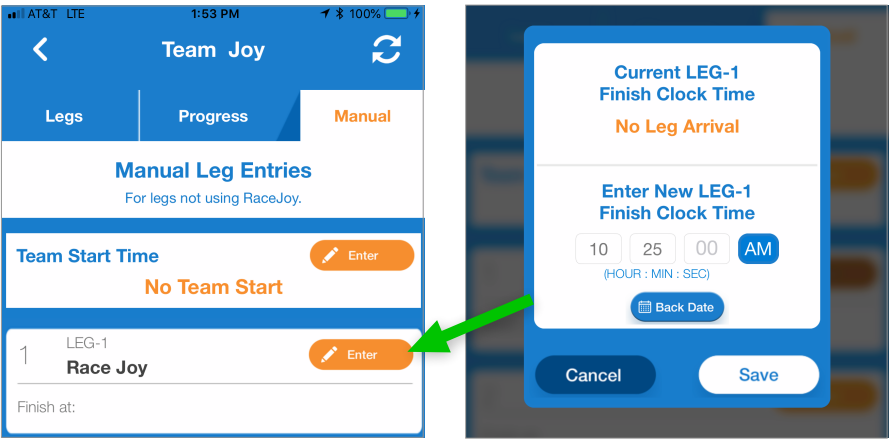 AT&T LTE 1:53 PM 100%
Team Joy
Legs Progress Manual
Manual Leg Entries
For legs not using RaceJoy.
Team Start Time Enter
No Team Start
1 LEG-1 Enter
Race Joy
Finish at:
Current LEG-1
Finish Clock Time
No Leg Arrival
Enter New LEG-1
Finish Clock Time
10 25 00 AM
(HOUR : MIN : SEC)
Back Date
Cancel Save